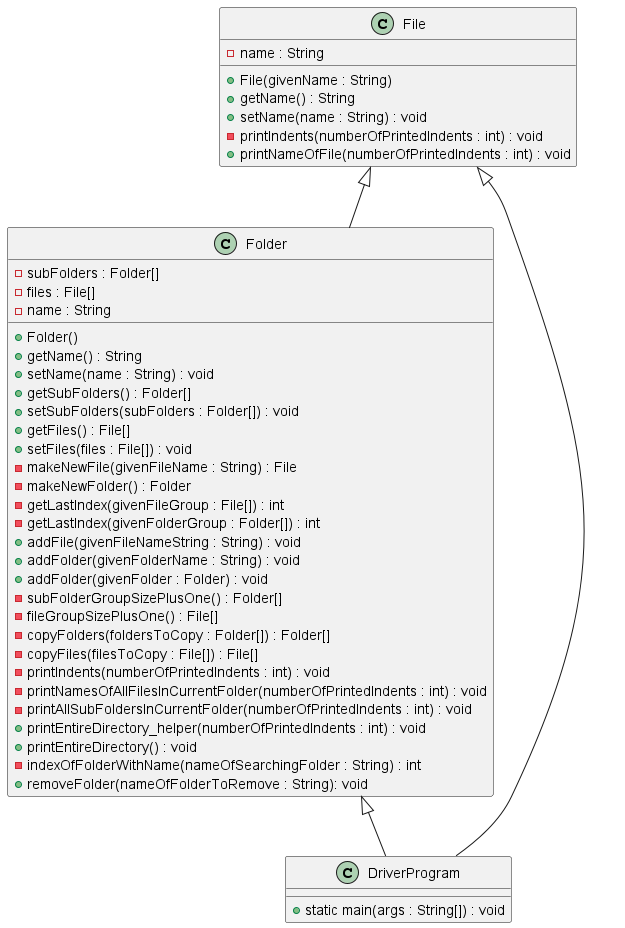 C File
name : String
File(givenName : String)
getName() : String
setName(name : String) : void
printIndents(numberOfPrintedIndents : int) : void
printNameOfFile(numberOfPrintedIndents : int) : void
C Folder
subFolders : Folder[]
files : File[]
name : String
Folder()
getName() : String
setName(name : String) : void
getSubFolders() : Folder[]
setSubFolders(subFolders : Folder[]) : void
getFiles() : File[]
setFiles(files : File[]) : void
makeNewFile(givenFileName : String) : File
makeNewFolder() : Folder
getLastIndex(givenFileGroup : File[]) : int
getLastIndex(givenFolderGroup : Folder[]) : int
addFile(givenFileNameString : String) : void
addFolder(givenFolderName : String) : void
addFolder(givenFolder : Folder) : void
subFolderGroupSizePlusOne() : Folder[]
fileGroupSizePlusOne() : File[]
copyFolders(foldersToCopy : Folder[]) : Folder[]
copyFiles(filesToCopy : File[]) : File[]
printIndents(numberOfPrintedIndents : int) : void
printNamesOfAllFilesInCurrentFolder(numberOfPrintedIndents : int) : void
printAllSubFoldersInCurrentFolder(numberOfPrintedIndents : int) : void
printEntireDirectory_helper(numberOfPrintedIndents : int) : void
printEntireDirectory() : void
indexOfFolderWithName(nameOfSearchingFolder : String) : int
removeFolder(nameOfFolderToRemove : String): void
C DriverProgram
static main(args : String[]) : void